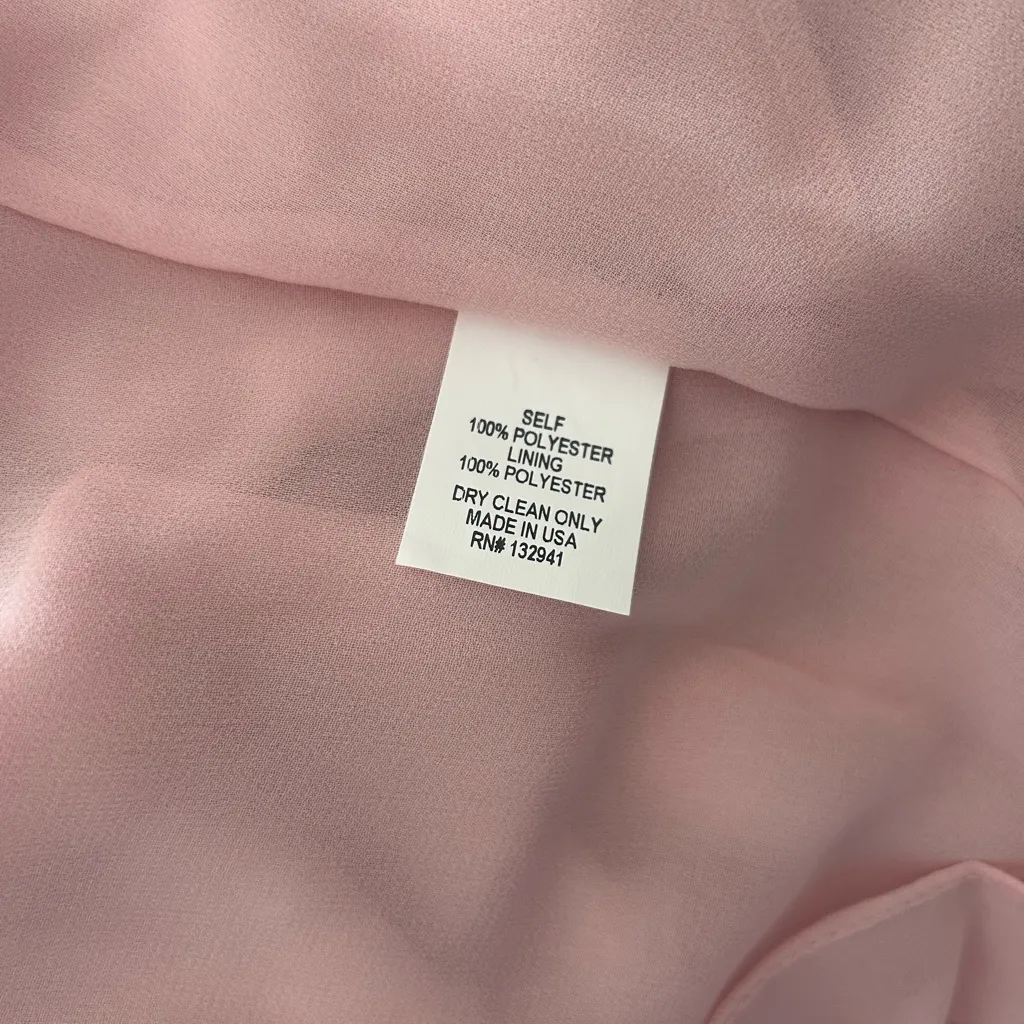 SELF
100% POLYESTER
LINING
100% POLYESTER
DRY CLEAN ONLY
MADE IN USA
RN# 132941